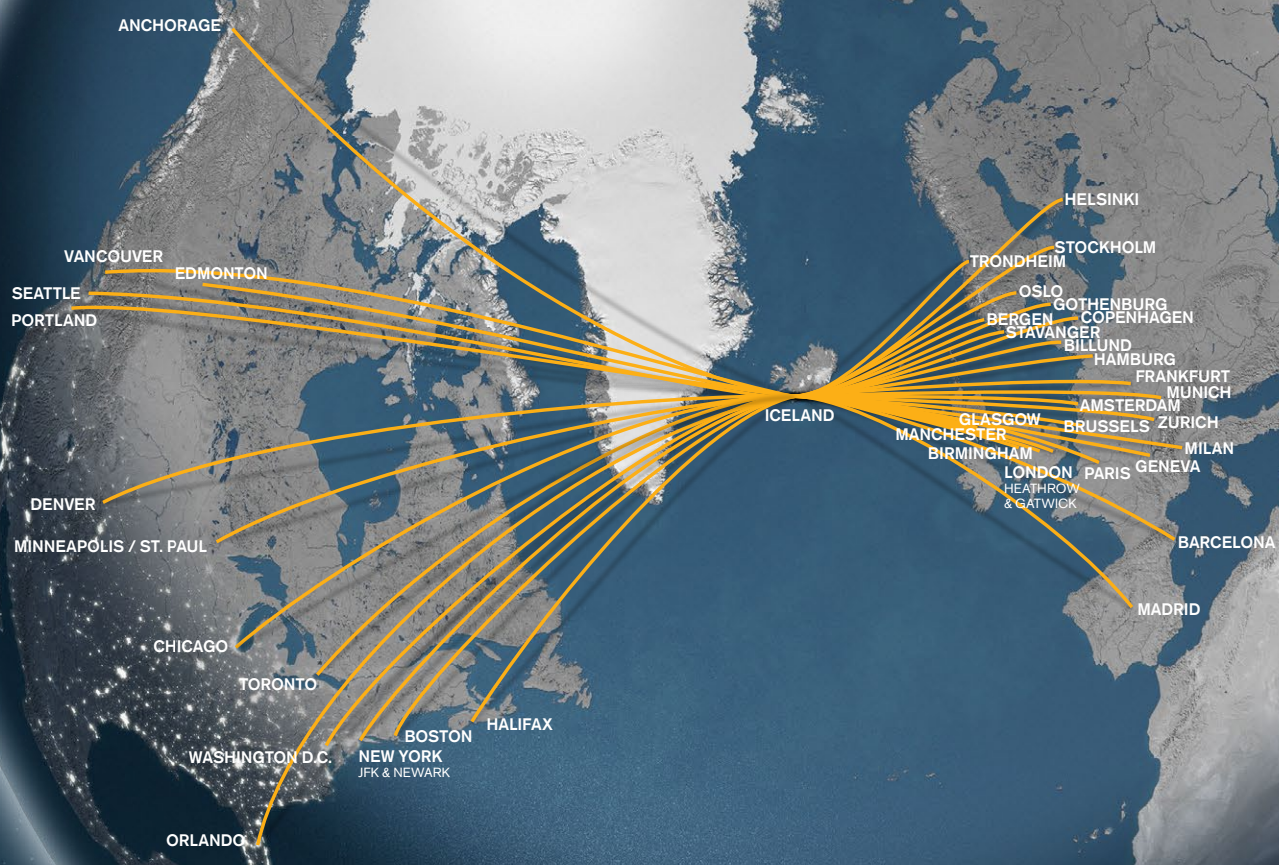 ANCHORAGE
VANCOUVER
EDMONTON
SEATTLE
PORTLAND
DENVER
MINNEAPOLIS / ST. PAUL
CHICAGO
TORONTO
WASHINGTON D.C.
NEW YORK
JFK & NEWARK
BOSTON
HALIFAX
ORLANDO
ICELAND
HELSINKI
STOCKHOLM
TRONDHEIM
OSLO
GOTHENBURG
BERGEN
COPENHAGEN
STAVANGER
BILLUND
HAMBURG
FRANKFURT
MUNICH
AMSTERDAM
GLASGOW
BRUSSELS
ZURICH
MANCHESTER
BIRMINGHAM
MILAN
GENEVA
LONDON
HEATHROW
& GATWICK
PARIS
BARCELONA
MADRID